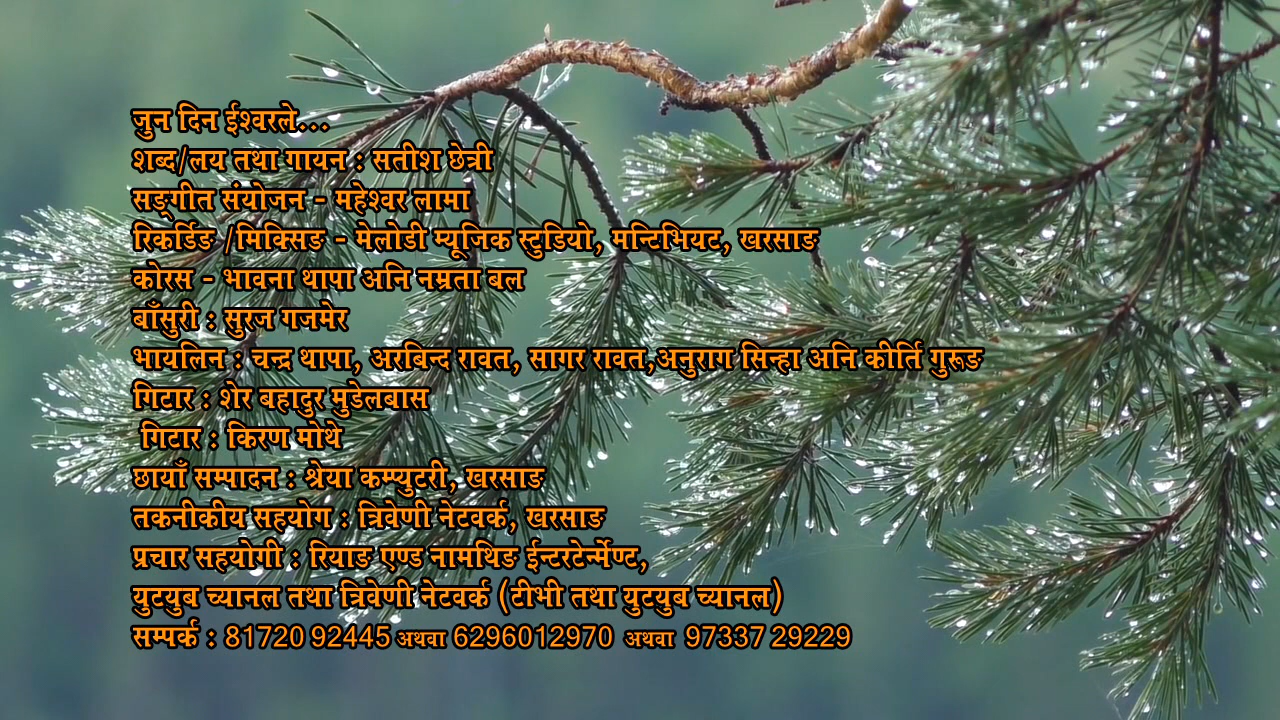 जुन दिन ईश्वरले...
शब्द/लय तथा गायन : सतीश छेत्री
सङ्गीत संयोजन - महेश्वर लामा
रिकर्डिङ /मिक्सिङ - मेलोडी म्यूजिक स्टुडियो, मन्टिभियट, खरसाङ
कोरस - भावना थापा अनि नम्रता बल
बाँसुरी : सुरज गजमेर
भायलिन : चन्द्र थापा, अरबिन्द रावत, सागर रावत,अनुराग सिन्हा अनि कीर्ति गुरूङ
गिटार : शेर बहादुर मुडेलबास
गिटार : किरण मोथे
छायाँ सम्पादन : श्रेया कम्प्युटरी, खरसाङ
तकनीकीय सहयोग : त्रिवेणी नेटवर्क, खरसाङ
प्रचार सहयोगी : रियाङ एण्ड नामथिङ ईन्टरटेर्न्मेण्ट,
युटयुब च्यानल तथा त्रिवेणी नेटवर्क (टीभी तथा युटयुब च्यानल)
सम्पर्क : 81720 92445 अथवा 6296012970 अथवा 97337 29229